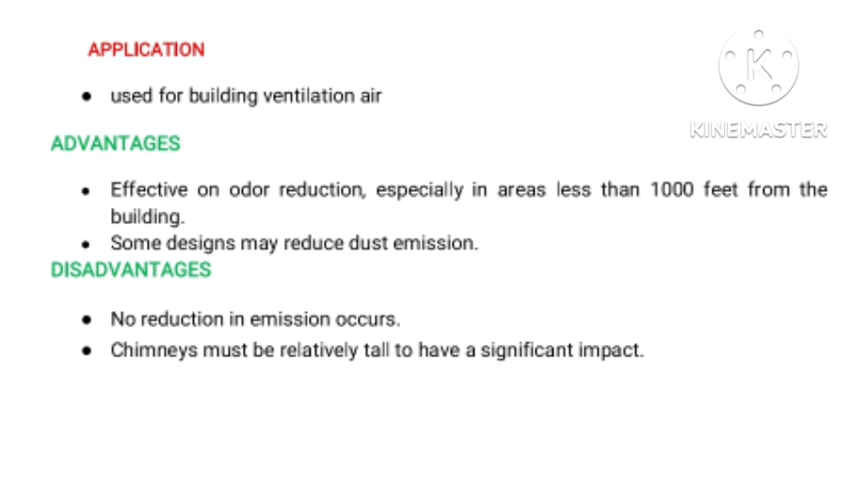 APPLICATION
K
KINEMASTER
● used for building ventilation air
ADVANTAGES
● Effective on odor reduction, especially in areas less than 1000 feet from the
building.
● Some designs may reduce dust emission.
DISADVANTAGES
● No reduction in emission occurs.
● Chimneys must be relatively tall to have a significant impact.